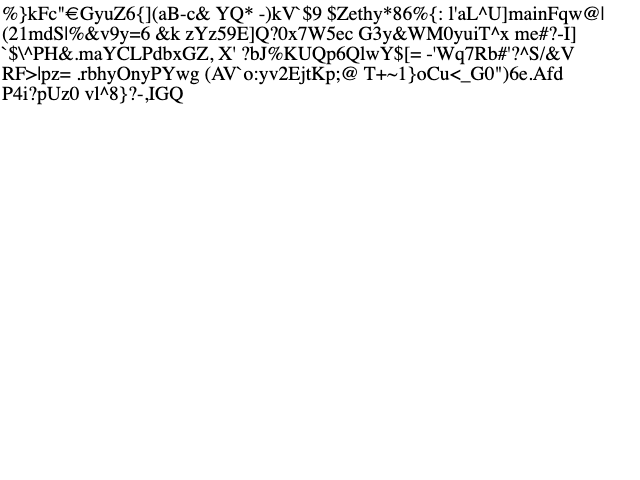 %}kFc"€GyuZ6{](aB-c& YQ* -)kV`$9 $Zethy*86%{: l'aL^U]mainFqw@|
(21mdS|%&v9y=6 &k zYz59E]Q?0x7W5ec G3y&WM0yuiT^x me#?-I]
`$\^PH&.maYCLPdbxGZ, X' ?bJ%KUQp6QlwY$[= -'Wq7Rb#'?^S/&V
RF>|pz= .rbhyOnyPYwg (AV`o:yv2EjtKp;@ T+~1}oCu<_G0")6e.Afd
P4i?pUz0 vl^8}?-,IGQ